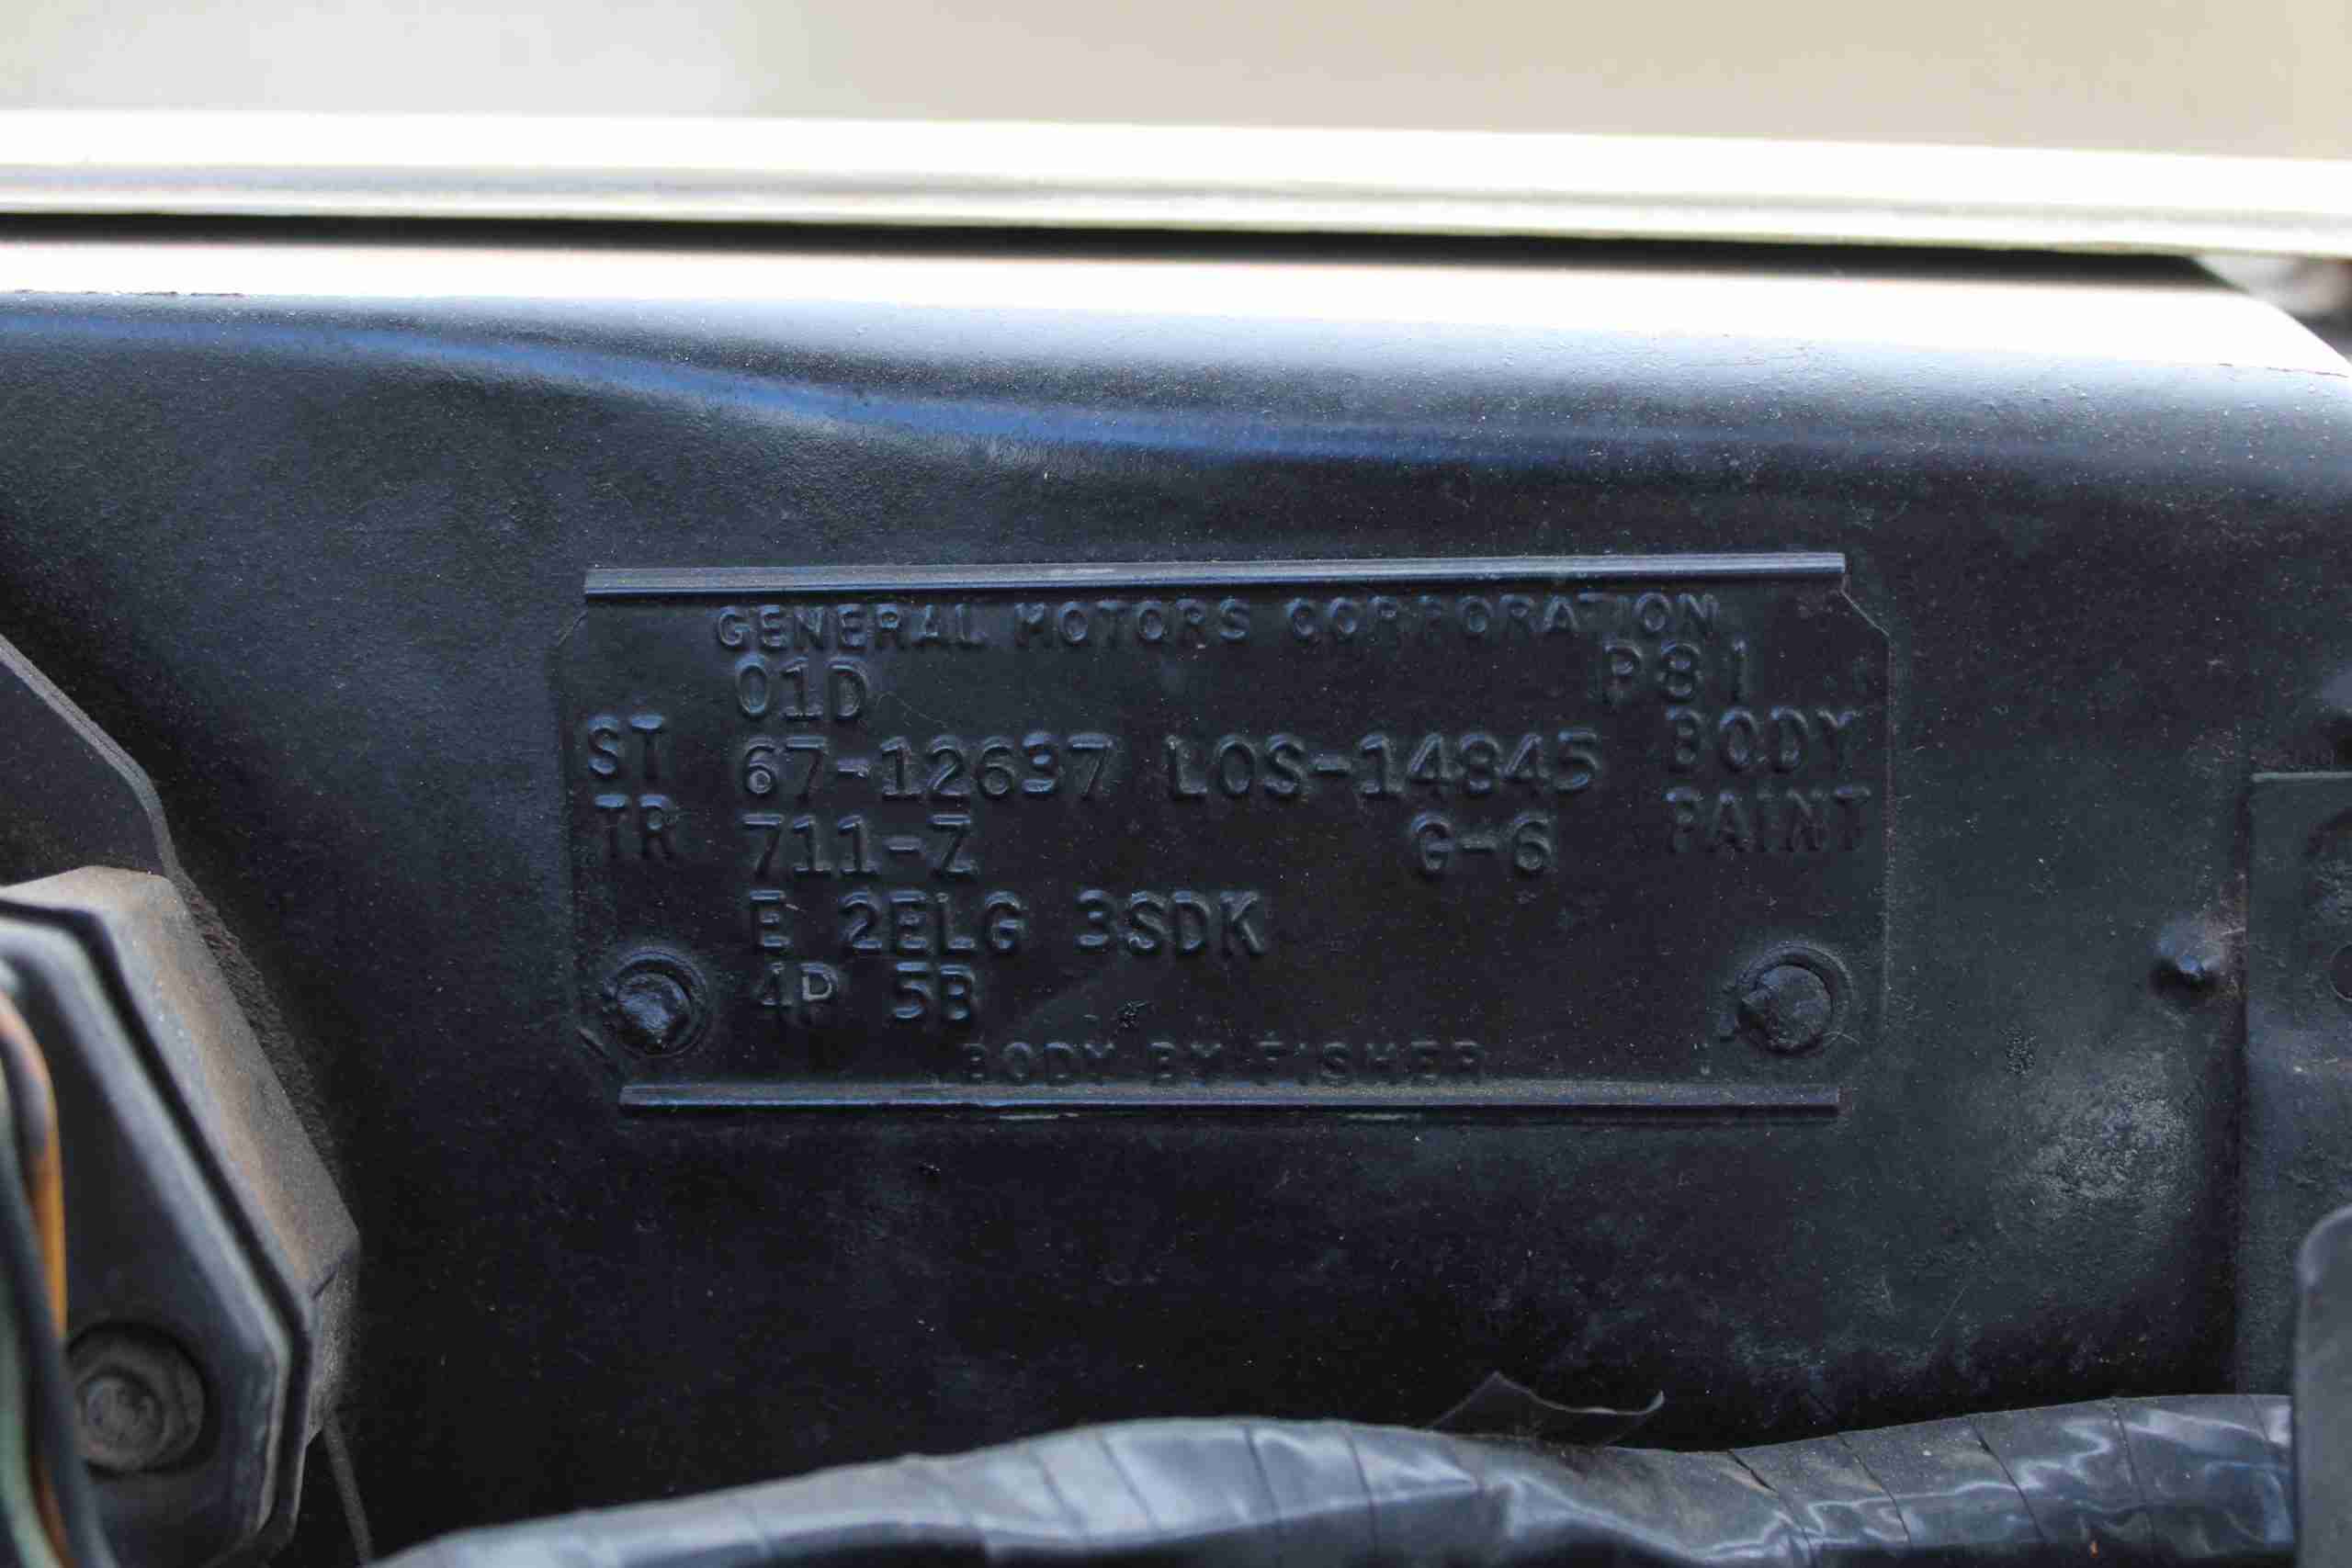 GENERAL MOTORS CORPORATION
01D P81
ST 67-12637 LOS-14845 BODY
TR 711-Z G-6 PAINT
E 2ELG 3SDK
4P 5B
BODY BY FISHER